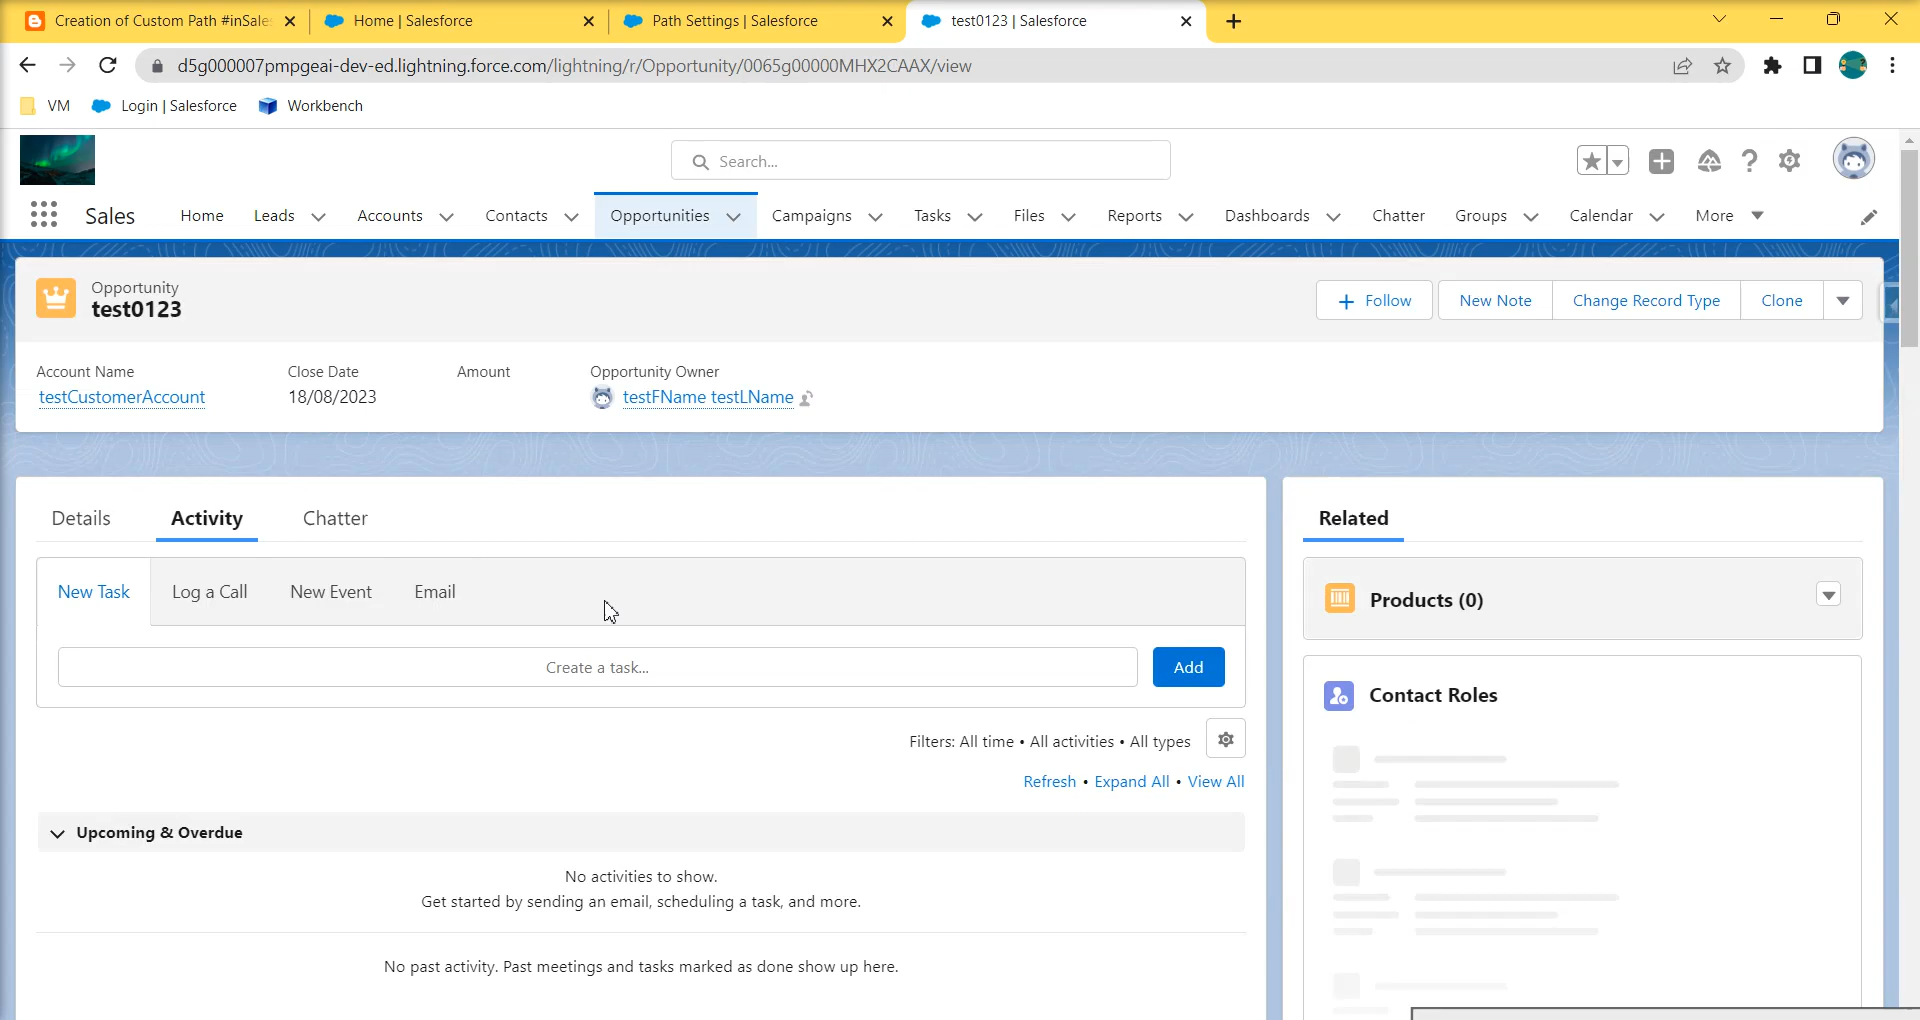 Creation of Custom Path #inSales
Home | Salesforce
Path Settings | Salesforce
test0123 | Salesforce
d5g000007pmpgeai-dev-ed.lightning.force.com/lightning/r/Opportunity/0065g00000MHX2CAAX/view
VM
Login | Salesforce
Workbench
Search...
Sales
Home
Leads
Accounts
Contacts
Opportunities
Campaigns
Tasks
Files
Reports
Dashboards
Chatter
Groups
Calendar
More
Opportunity
test0123
+ Follow
New Note
Change Record Type
Clone
Account Name
Close Date
Amount
Opportunity Owner
testCustomerAccount
18/08/2023
testFName testLName
Details
Activity
Chatter
Related
New Task
Log a Call
New Event
Email
Products (0)
Create a task...
Add
Contact Roles
Filters: All time • All activities • All types
Refresh • Expand All • View All
Upcoming & Overdue
No activities to show.
Get started by sending an email, scheduling a task, and more.
No past activity. Past meetings and tasks marked as done show up here.